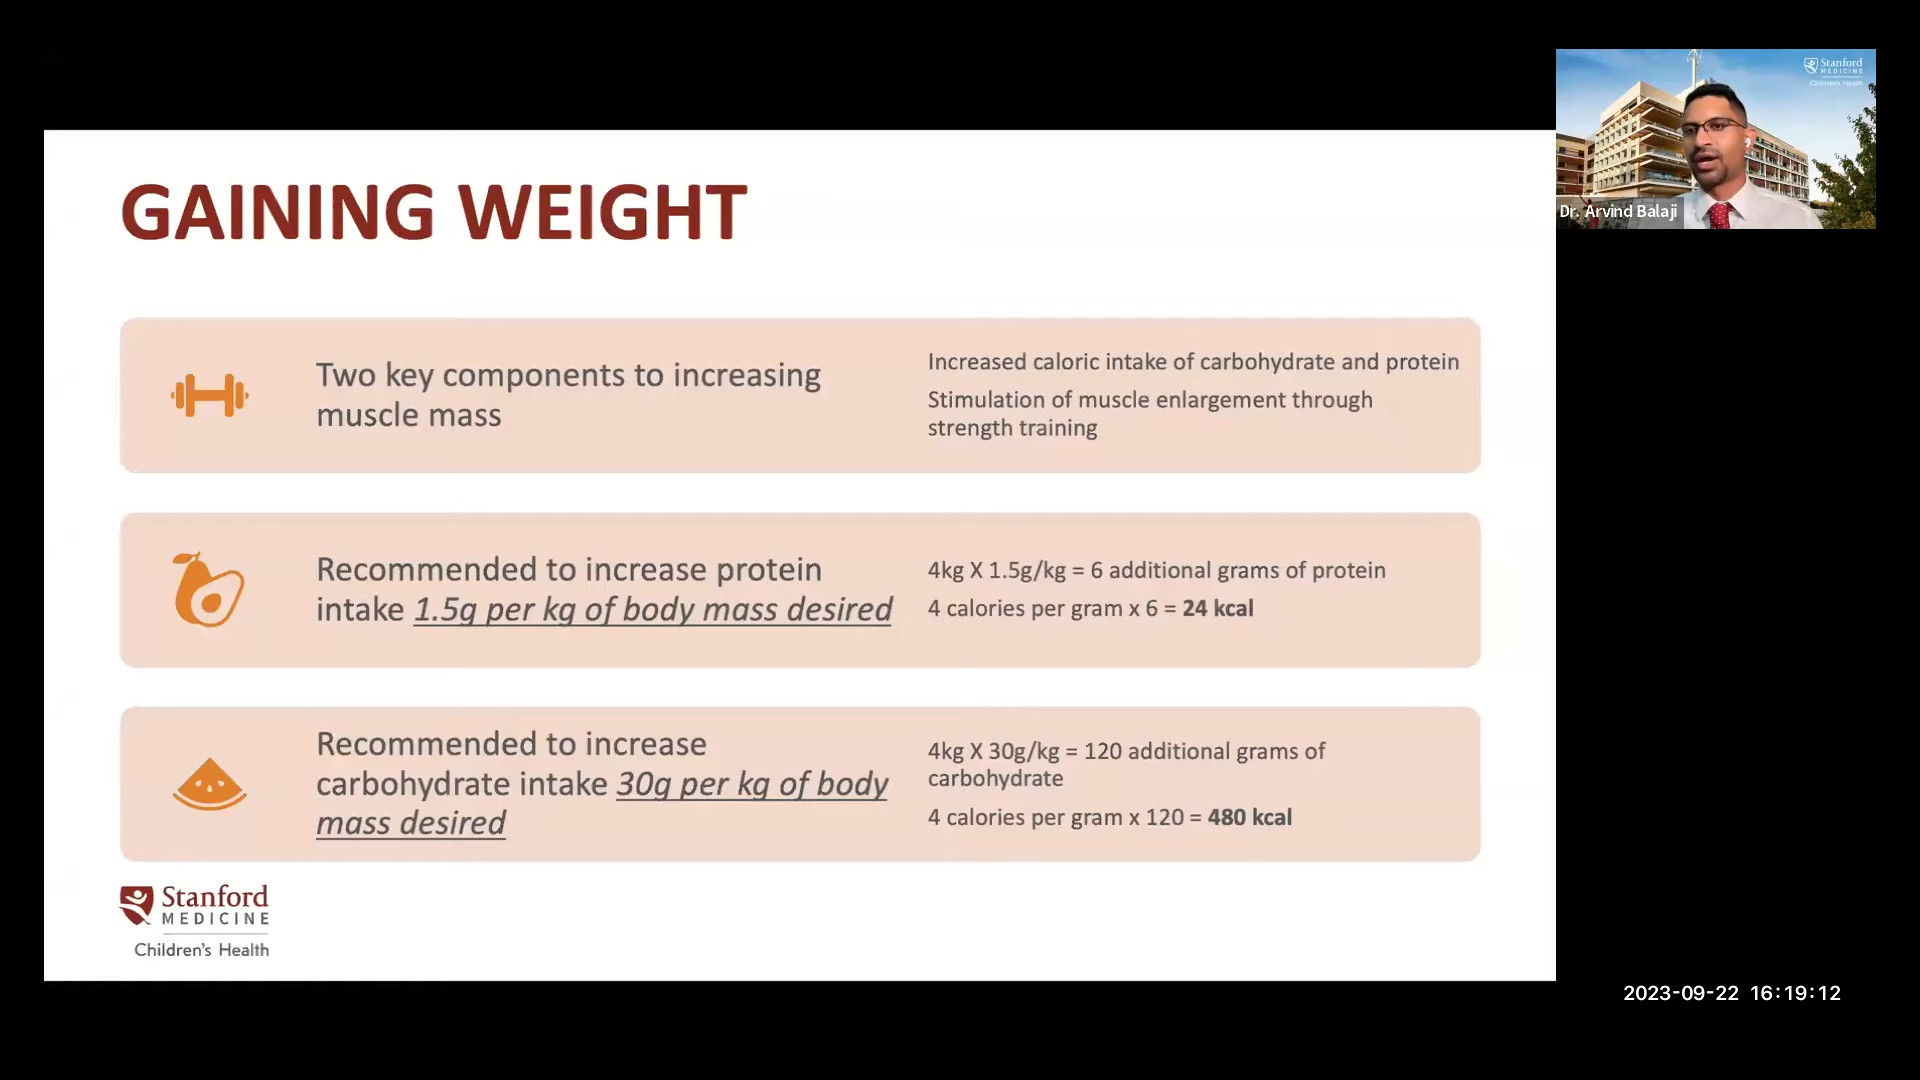 GAINING WEIGHT
Two key components to increasing
muscle mass
Increased caloric intake of carbohydrate and protein
Stimulation of muscle enlargement through
strength training
Recommended to increase protein
intake 1.5g per kg of body mass desired
4kg X 1.5g/kg = 6 additional grams of protein
4 calories per gram x 6 = 24 kcal
Recommended to increase
carbohydrate intake 30g per kg of body
mass desired
4kg X 30g/kg = 120 additional grams of
carbohydrate
4 calories per gram x 120 = 480 kcal
Stanford
MEDICINE
Children's Health
Stanford
MEDICINE
Children's Health
Dr. Arvind Balaji
2023-09-22 16:19:12